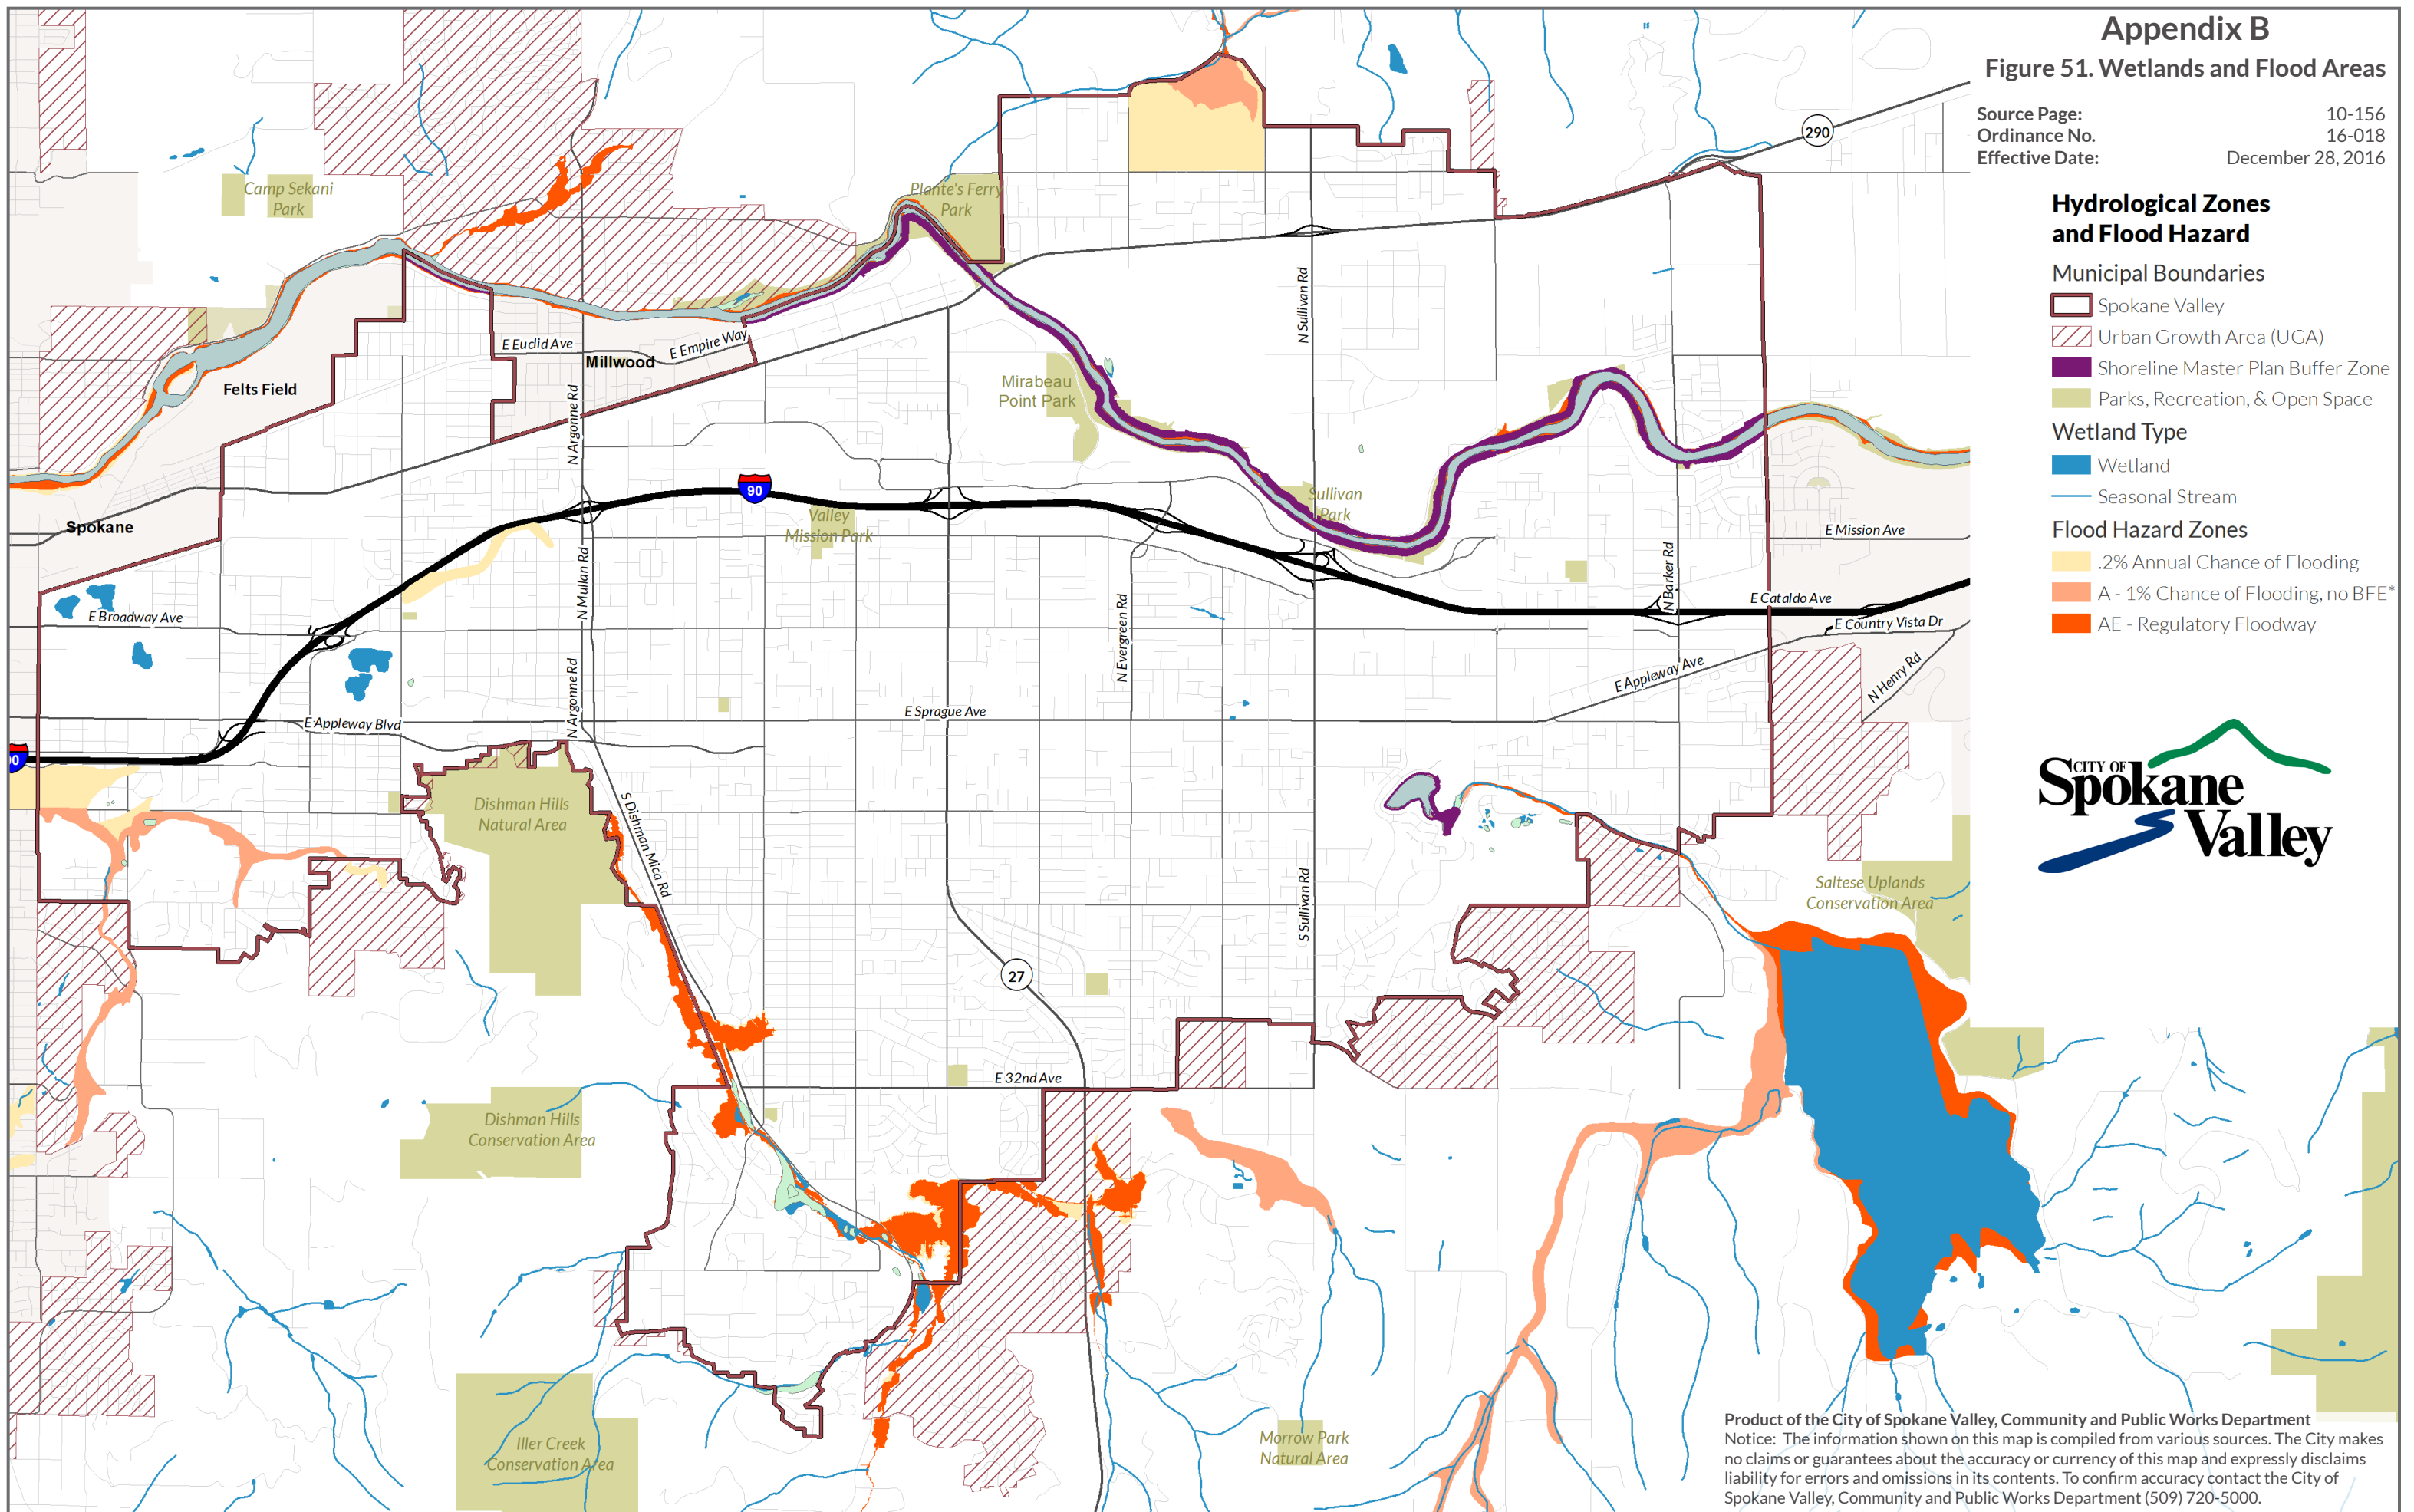 Appendix B
Figure 51. Wetlands and Flood Areas
Source Page: 10-156
Ordinance No. 16-018
Effective Date: December 28, 2016
Hydrological Zones
and Flood Hazard
Municipal Boundaries
Spokane Valley
Urban Growth Area (UGA)
Shoreline Master Plan Buffer Zone
Parks, Recreation, & Open Space
Wetland Type
Wetland
Seasonal Stream
Flood Hazard Zones
.2% Annual Chance of Flooding
A - 1% Chance of Flooding, no BFE*
AE - Regulatory Floodway
CITY OF
Spokane
Valley
290
Camp Sekani
Park
Plante's Ferry
Park
N Sullivan Rd
E Euclid Ave
Millwood
E Empire Way
Felts Field
Mirabeau
Point Park
N Argonne Rd
90
Valley
Mission Park
Sullivan
Park
Spokane
E Mission Ave
N Mullan Rd
N Barker Rd
E Broadway Ave
E Cataldo Ave
E Country Vista Dr
N Evergreen Rd
E Appleway Ave
N Henry Rd
N Argonne Rd
E Appleway Blvd
E Sprague Ave
Dishman Hills
Natural Area
S Dishman Mica Rd
S Sullivan Rd
Saltese Uplands
Conservation Area
27
E 32nd Ave
Dishman Hills
Conservation Area
Iller Creek
Conservation Area
Morrow Park
Natural Area
Product of the City of Spokane Valley, Community and Public Works Department
Notice: The information shown on this map is compiled from various sources. The City makes
no claims or guarantees about the accuracy or currency of this map and expressly disclaims
liability for errors and omissions in its contents. To confirm accuracy contact the City of
Spokane Valley, Community and Public Works Department (509) 720-5000.